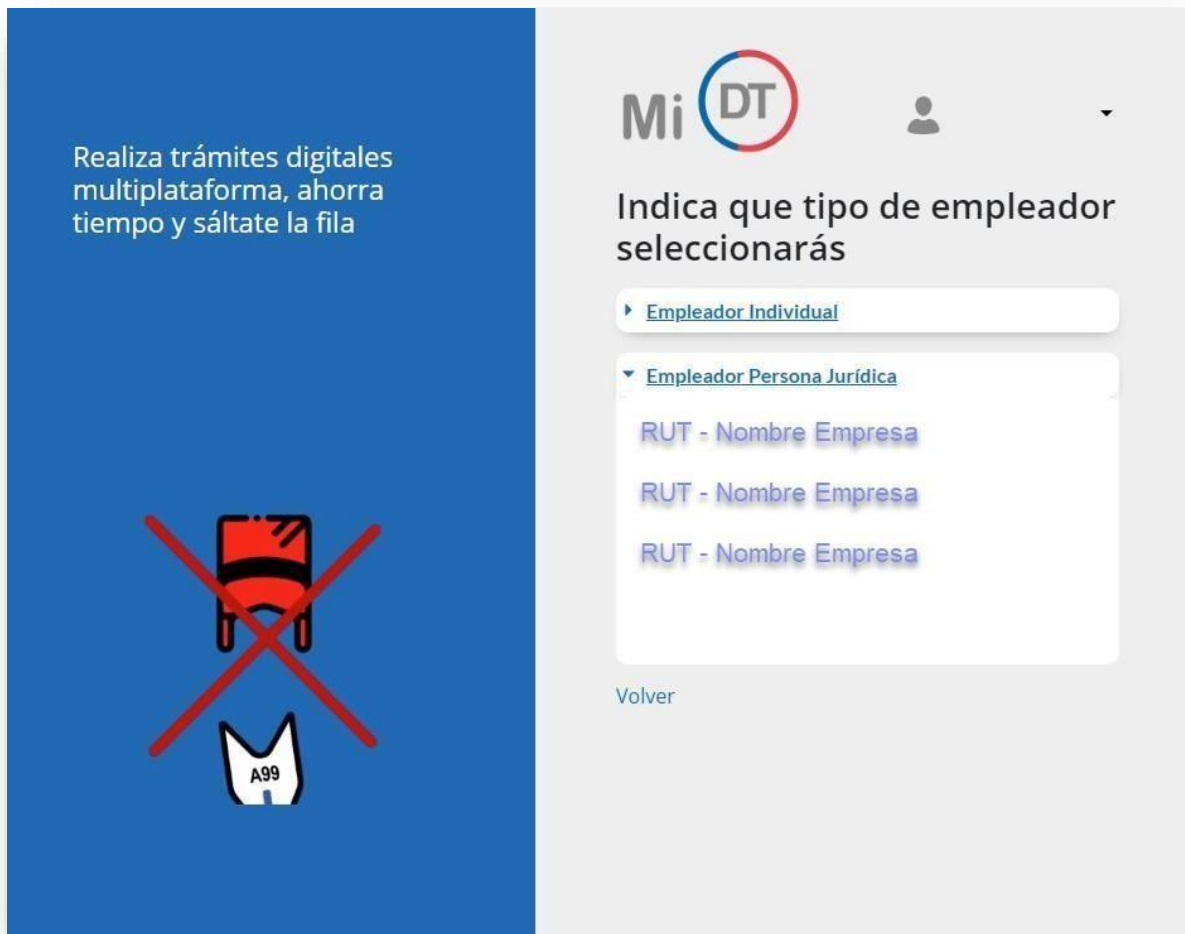 Realiza trámites digitales
multiplataforma, ahorra
tiempo y sáltate la fila
A99
Mi DT
Indica que tipo de empleador
seleccionarás
Empleador Individual
Empleador Persona Jurídica
RUT - Nombre Empresa
RUT - Nombre Empresa
RUT - Nombre Empresa
Volver